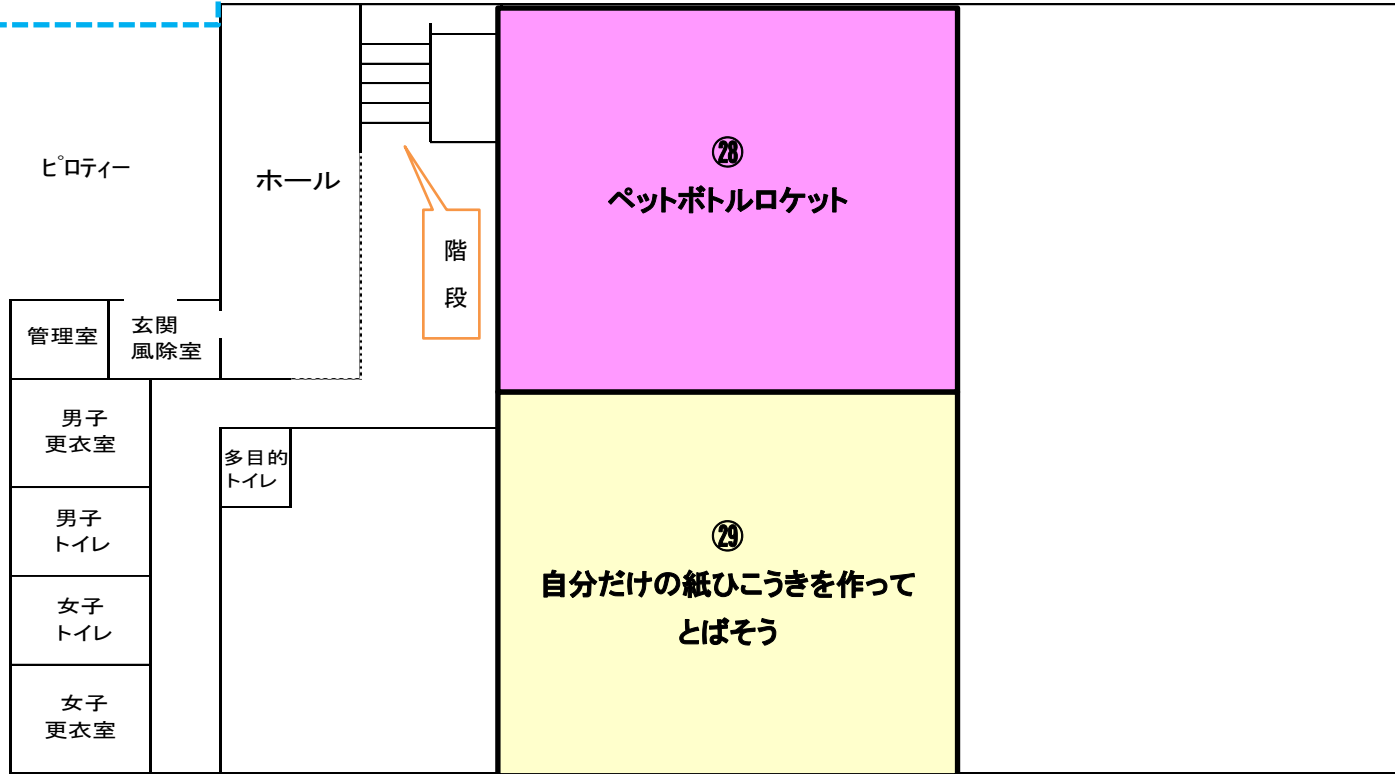 ピロティー
ホール
階
段
管理室
玄関
風除室
男子
更衣室
男子
トイレ
女子
トイレ
女子
更衣室
多目的
トイレ
㉘
ペットボトルロケット
㉙
自分だけの紙ひこうきを作って
とばそう